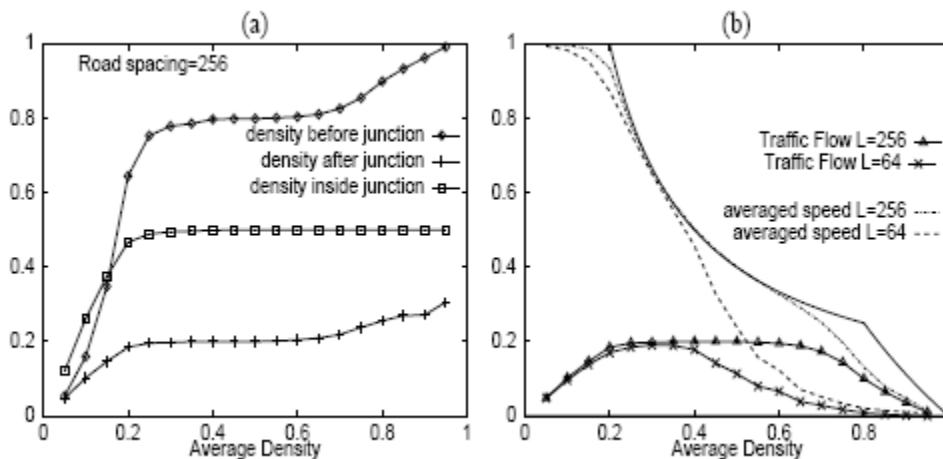 (a)
Road spacing=256
density before junction
density after junction
density inside junction
1
0.8
0.6
0.4
0.2
0
0 0.2 0.4 0.6 0.8 1
Average Density
(b)
Traffic Flow L=256
Traffic Flow L=64
averaged speed L=256
averaged speed L=64
1
0.8
0.6
0.4
0.2
0
0 0.2 0.4 0.6 0.8
Average Density